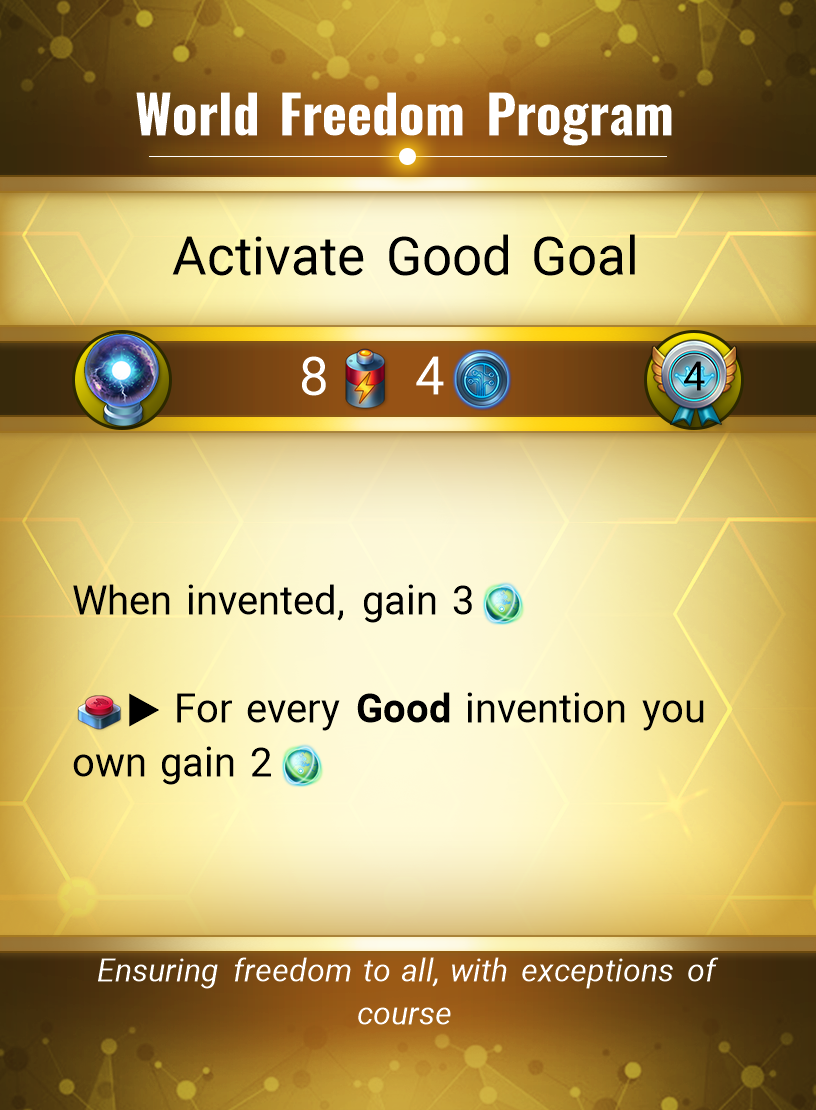 World Freedom Program
Activate Good Goal
8 4 4
When invented, gain 3
For every Good invention you
own gain 2
Ensuring freedom to all, with exceptions of
course